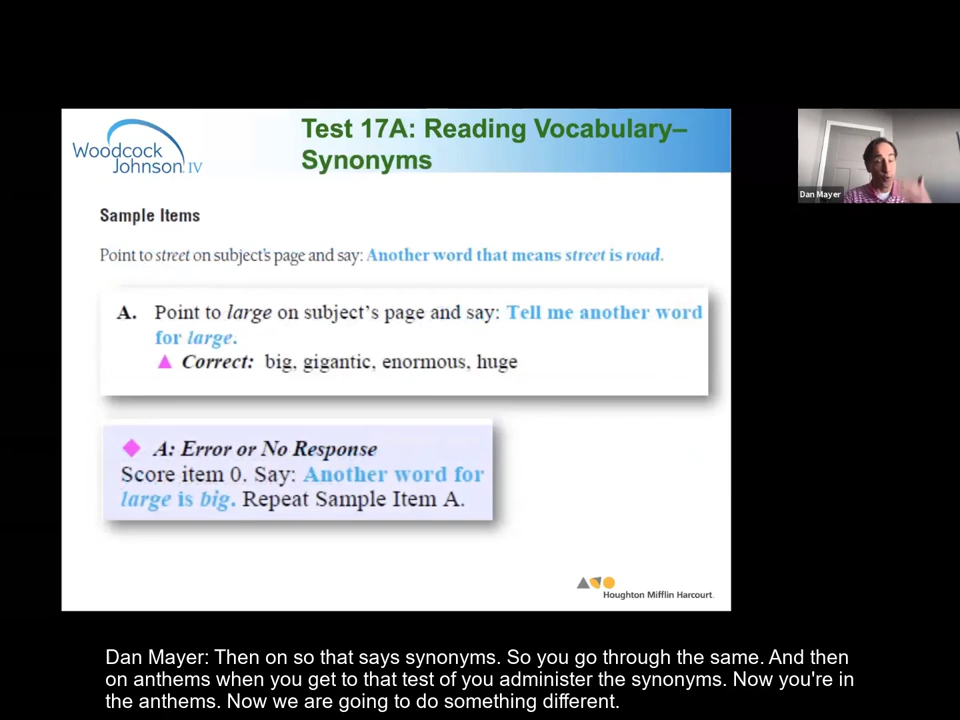 Woodcock
Johnson IV
Test 17A: Reading Vocabulary–
Synonyms
Sample Items
Point to street on subject's page and say: Another word that means street is road.
A. Point to large on subject's page and say: Tell me another word
for large.
Correct: big, gigantic, enormous, huge
A: Error or No Response
Score item 0. Say: Another word for
large is big. Repeat Sample Item A.
Houghton Mifflin Harcourt.
Dan Mayer
Dan Mayer: Then on so that says synonyms. So you go through the same. And then
on anthems when you get to that test of you administer the synonyms. Now you're in
the anthems. Now we are going to do something different.